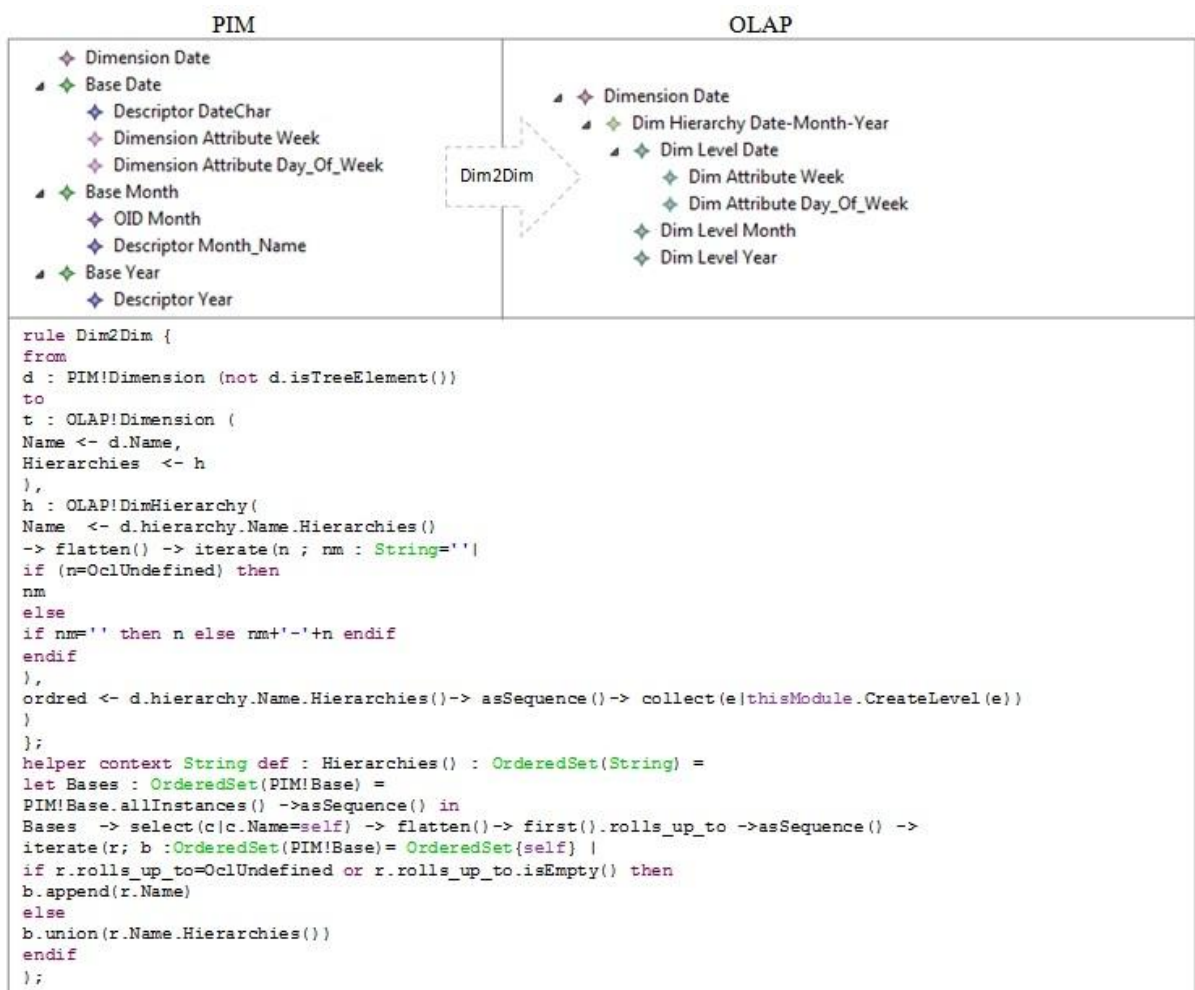 PIM
OLAP
Dimension Date
Base Date
Descriptor DateChar
Dimension Attribute Week
Dimension Attribute Day_Of_Week
Base Month
OID Month
Descriptor Month_Name
Base Year
Descriptor Year
Dim2Dim
Dimension Date
Dim Hierarchy Date-Month-Year
Dim Level Date
Dim Attribute Week
Dim Attribute Day_Of_Week
Dim Level Month
Dim Level Year
rule Dim2Dim {
from
d : PIM!Dimension (not d.isTreeElement())
to
t : OLAP!Dimension (
Name <- d.Name,
Hierarchies <- h
),
h : OLAP!DimHierarchy(
Name <- d.hierarchy.Name.Hierarchies()
-> flatten() -> iterate(n ; nm : String=''|
if (n=OclUndefined) then
nm
else
if nm='' then n else nm+'-'+n endif
endif
),
ordred <- d.hierarchy.Name.Hierarchies()-> asSequence()-> collect(e|thisModule.CreateLevel(e))
)
};
helper context String def : Hierarchies() : OrderedSet(String) =
let Bases : OrderedSet(PIM!Base) =
PIM!Base.allInstances() ->asSequence() in
Bases -> select(c|c.Name=self) -> flatten()-> first().rolls_up_to ->asSequence() ->
iterate(r; b :OrderedSet(PIM!Base)= OrderedSet{self} |
if r.rolls_up_to=OclUndefined or r.rolls_up_to.isEmpty() then
b.append(r.Name)
else
b.union(r.Name.Hierarchies())
endif
);